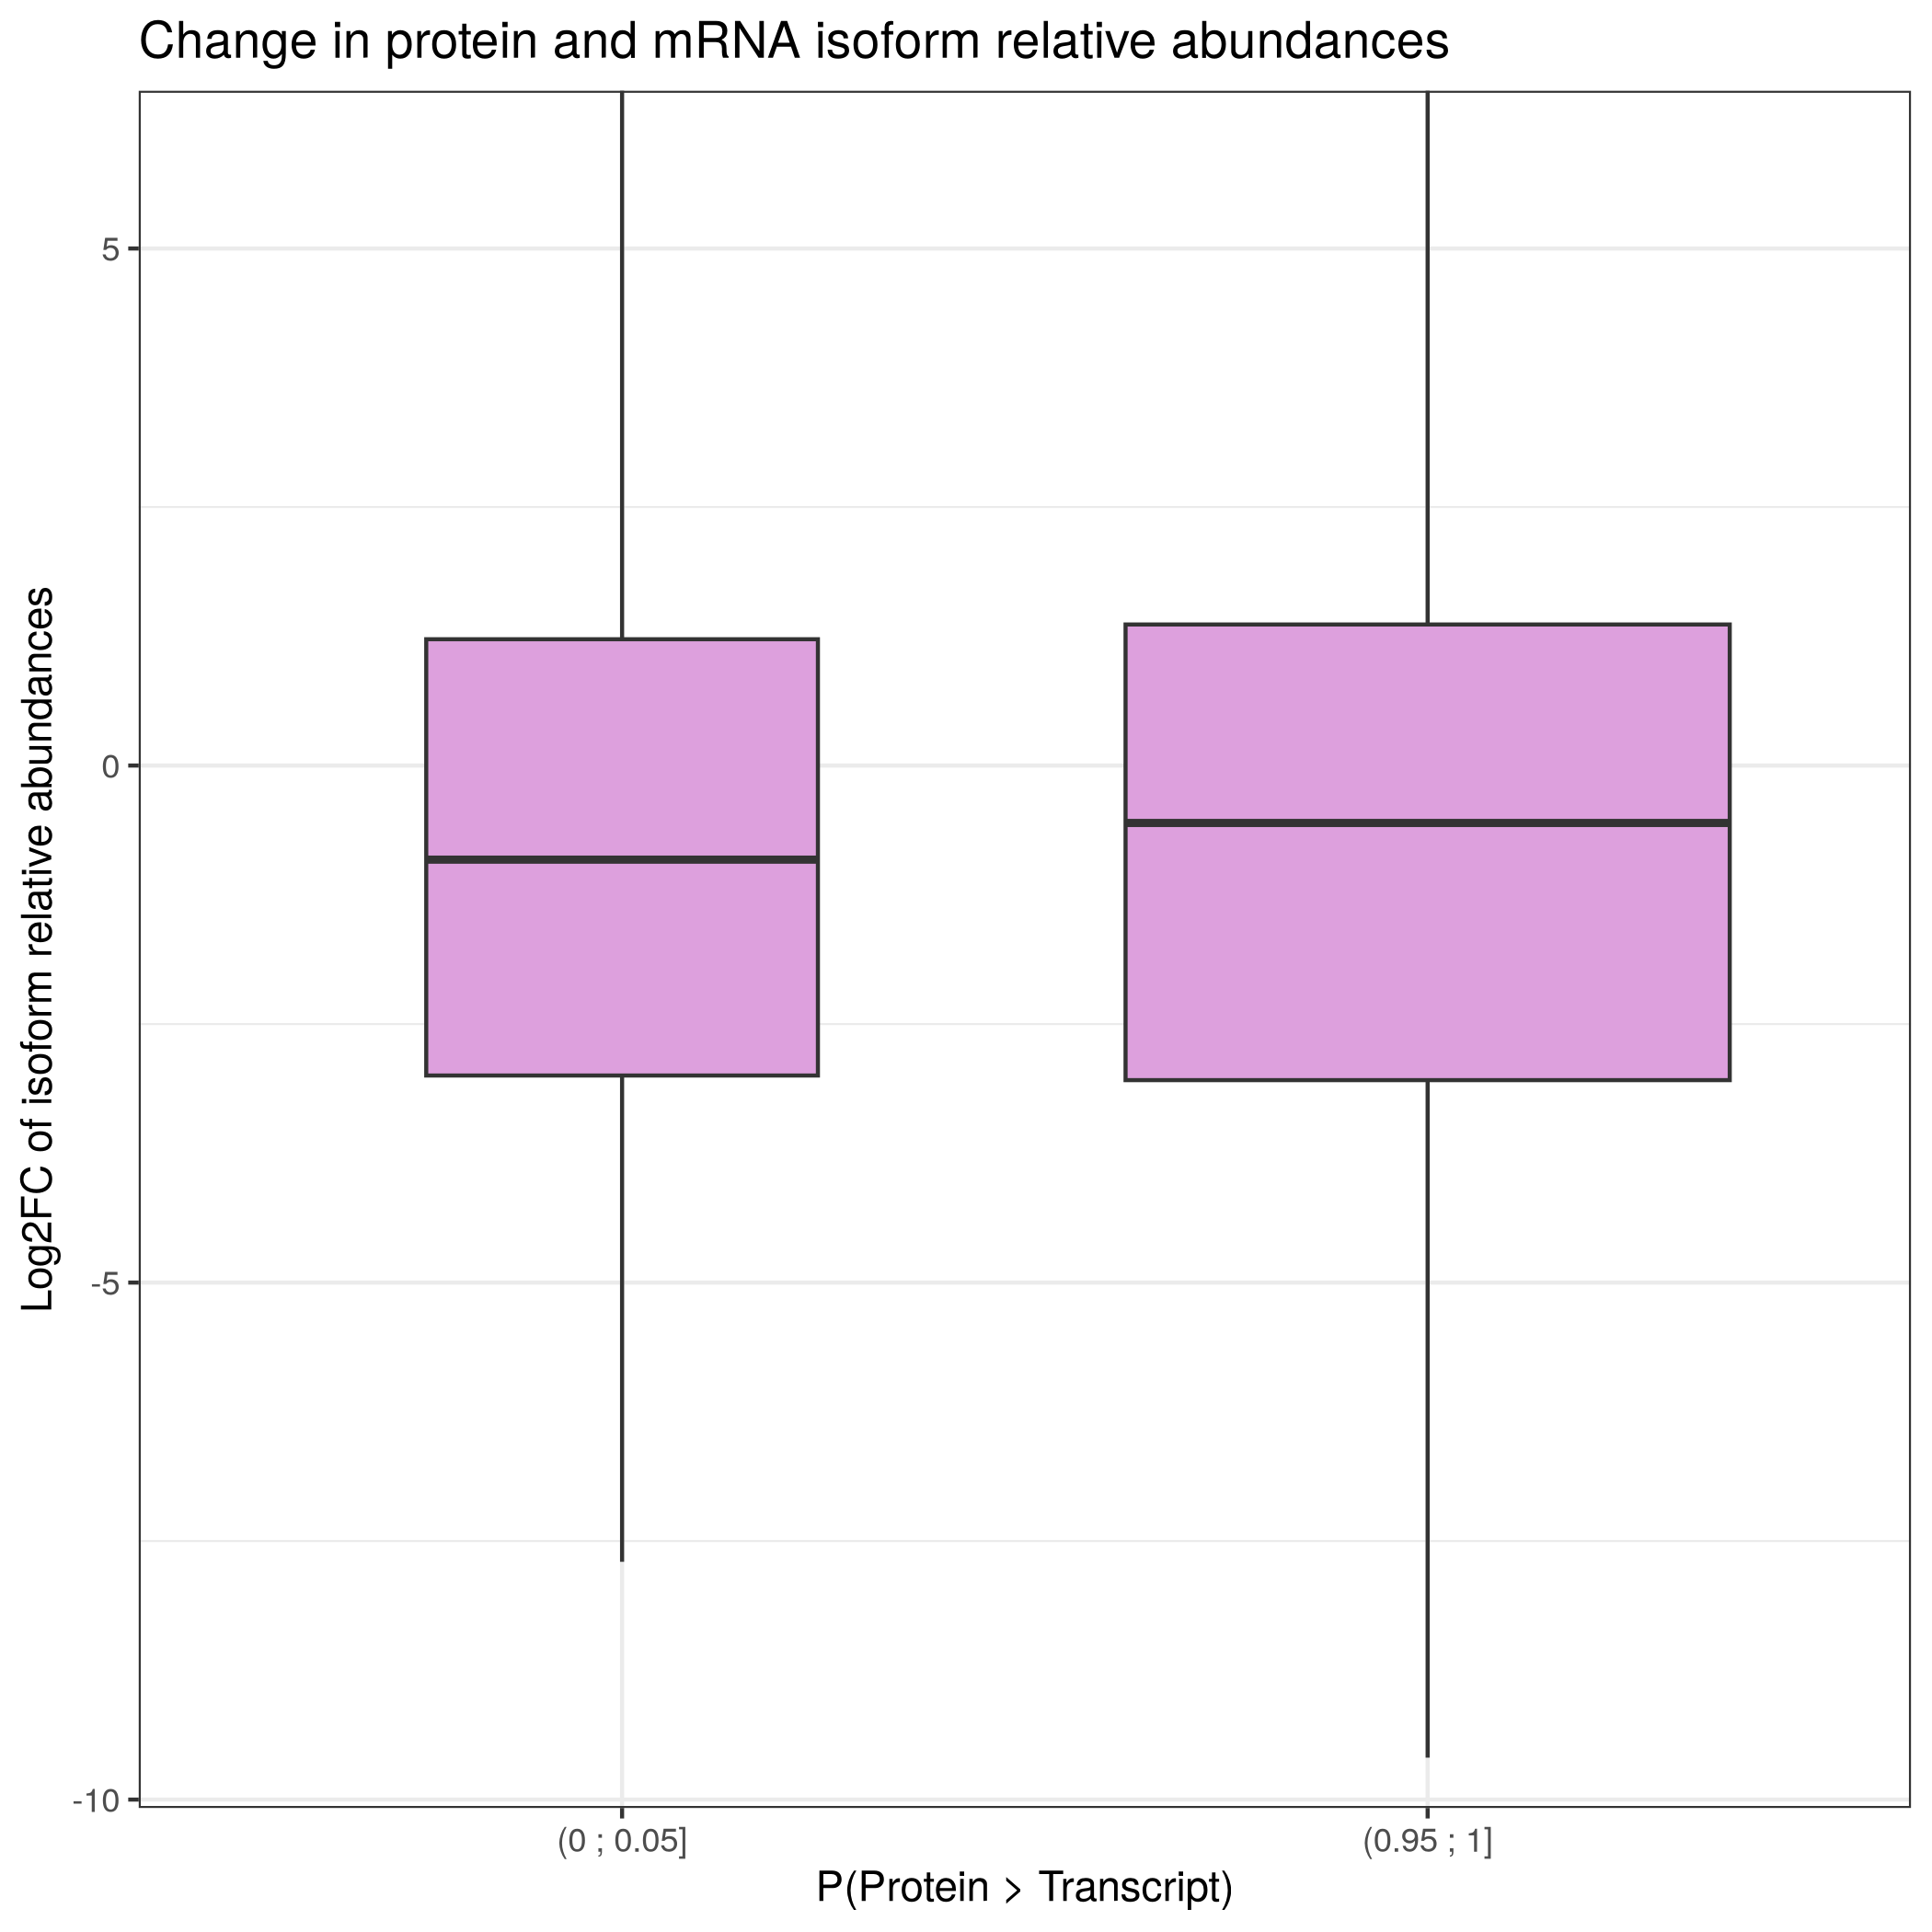 Change in protein and mRNA isoform relative abundances
Log2FC of isoform relative abundances
5
0
-5
-10
(0 ; 0.05]
(0.95 ; 1]
P(Protein > Transcript)